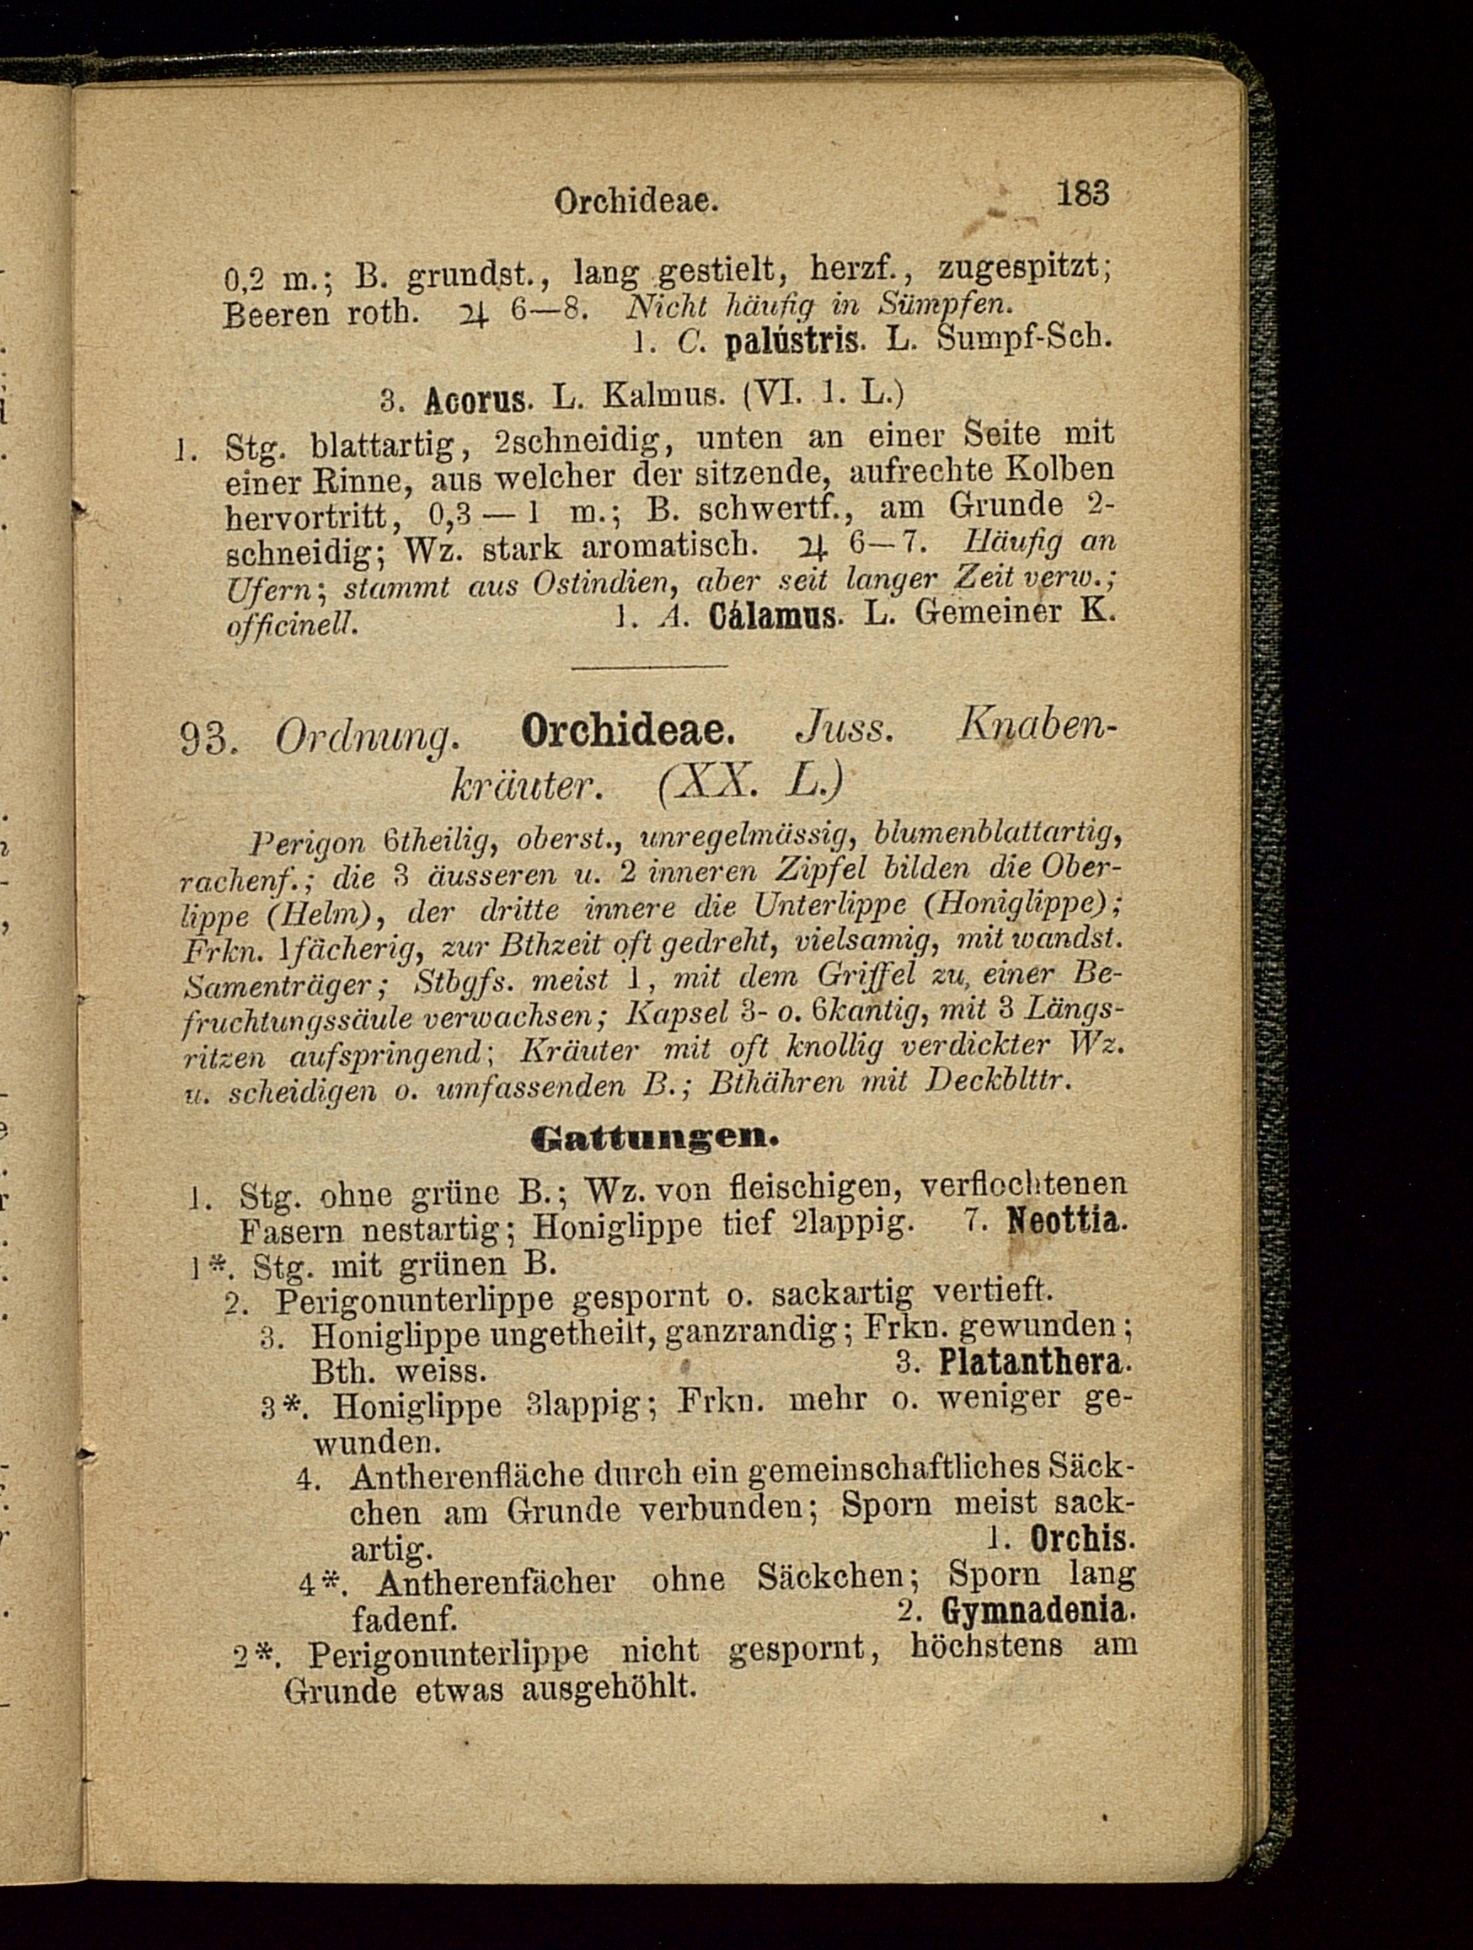 Orchideae. 183
0,2 m.; B. grundst., lang gestielt, herzf., zugespitzt;
Beeren roth. ♃ 6—8. Nicht häufig in Sümpfen.
1. C. palústris. L. Sumpf-Sch.
3. Acorus. L. Kalmus. (VI. 1. L.)
1. Stg. blattartig, 2schneidig, unten an einer Seite mit
einer Rinne, aus welcher der sitzende, aufrechte Kolben
hervortritt, 0,3 — 1 m.; B. schwertf., am Grunde 2-
schneidig; Wz. stark aromatisch. ♃ 6—7. Häufig an
Ufern; stammt aus Ostindien, aber seit langer Zeit verw.;
officinell. 1. A. Cálamus. L. Gemeiner K.
93. Ordnung. Orchideae. Juss. Knaben-
kräuter. (XX. L.)
Perigon 6theilig, oberst., unregelmässig, blumenblattartig,
rachenf.; die 3 äusseren u. 2 inneren Zipfel bilden die Ober-
lippe (Helm), der dritte innere die Unterlippe (Honiglippe);
Frkn. 1fächerig, zur Bthzeit oft gedreht, vielsamig, mit wandst.
Samenträger; Stbgfs. meist 1, mit dem Griffel zu einer Be-
fruchtungssäule verwachsen; Kapsel 3- o. 6kantig, mit 3 Längs-
ritzen aufspringend; Kräuter mit oft knollig verdickter Wz.
u. scheidigen o. umfassenden B.; Bthähren mit Deckblttr.
Gattungen.
1. Stg. ohne grüne B.; Wz. von fleischigen, verflochtenen
Fasern nestartig; Honiglippe tief 2lappig. 7. Neottia.
1*. Stg. mit grünen B.
2. Perigonunterlippe gespornt o. sackartig vertieft.
3. Honiglippe ungetheilt, ganzrandig; Frkn. gewunden;
Bth. weiss. 3. Platanthera.
3*. Honiglippe 3lappig; Frkn. mehr o. weniger ge-
wunden.
4. Antherenfläche durch ein gemeinschaftliches Säck-
chen am Grunde verbunden; Sporn meist sack-
artig. 1. Orchis.
4*. Antherenfächer ohne Säckchen; Sporn lang
fadenf. 2. Gymnadenia.
2*. Perigonunterlippe nicht gespornt, höchstens am
Grunde etwas ausgehöhlt.